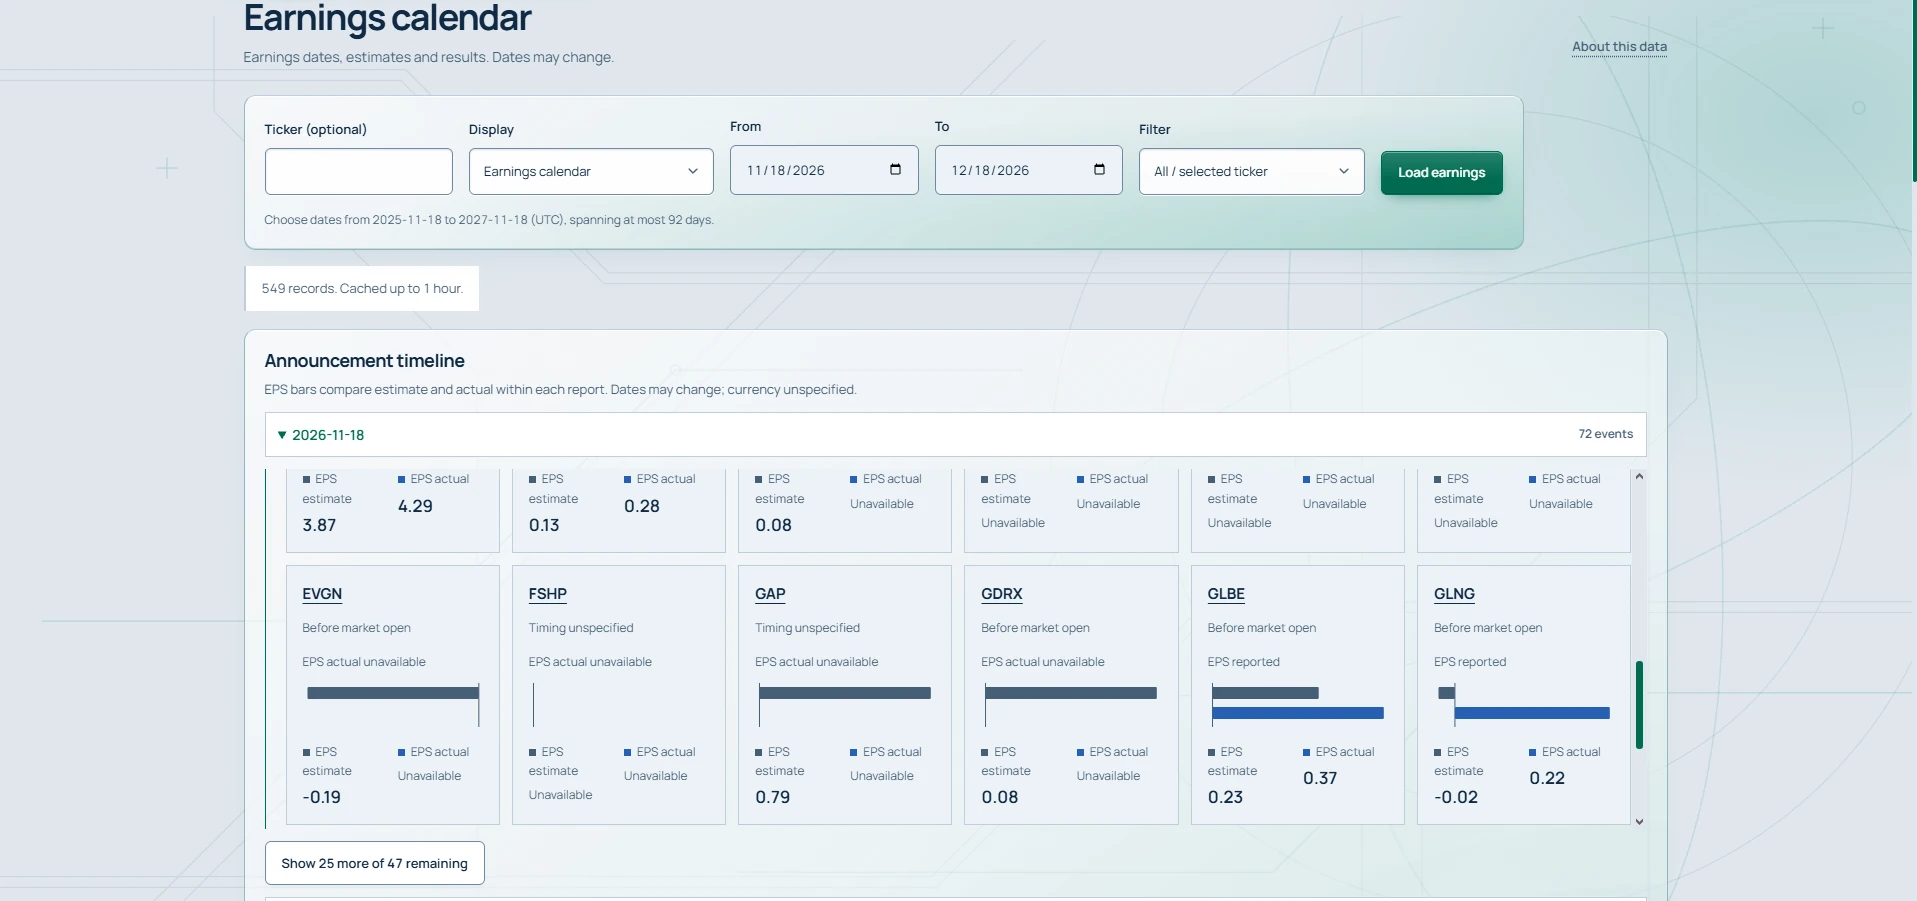 Earnings calendar
Earnings dates, estimates and results. Dates may change.
About this data
Ticker (optional)
Display
From
To
Filter
Earnings calendar
11/18/2026
12/18/2026
All / selected ticker
Load earnings
Choose dates from 2025-11-18 to 2027-11-18 (UTC), spanning at most 92 days.
549 records. Cached up to 1 hour.
Announcement timeline
EPS bars compare estimate and actual within each report. Dates may change; currency unspecified.
▼ 2026-11-18
72 events
EPS estimate
3.87
EPS actual
4.29
EPS estimate
0.13
EPS actual
0.28
EPS estimate
0.08
EPS actual
Unavailable
EPS estimate
Unavailable
EPS actual
Unavailable
EPS estimate
Unavailable
EPS actual
Unavailable
EPS estimate
Unavailable
EPS actual
Unavailable
EVGN
Before market open
EPS actual unavailable
EPS estimate
-0.19
EPS actual
Unavailable
FSHP
Timing unspecified
EPS actual unavailable
EPS estimate
Unavailable
EPS actual
Unavailable
GAP
Timing unspecified
EPS actual unavailable
EPS estimate
0.79
EPS actual
Unavailable
GDRX
Before market open
EPS actual unavailable
EPS estimate
0.08
EPS actual
Unavailable
GLBE
Before market open
EPS reported
EPS estimate
0.23
EPS actual
0.37
GLNG
Before market open
EPS reported
EPS estimate
-0.02
EPS actual
0.22
Show 25 more of 47 remaining